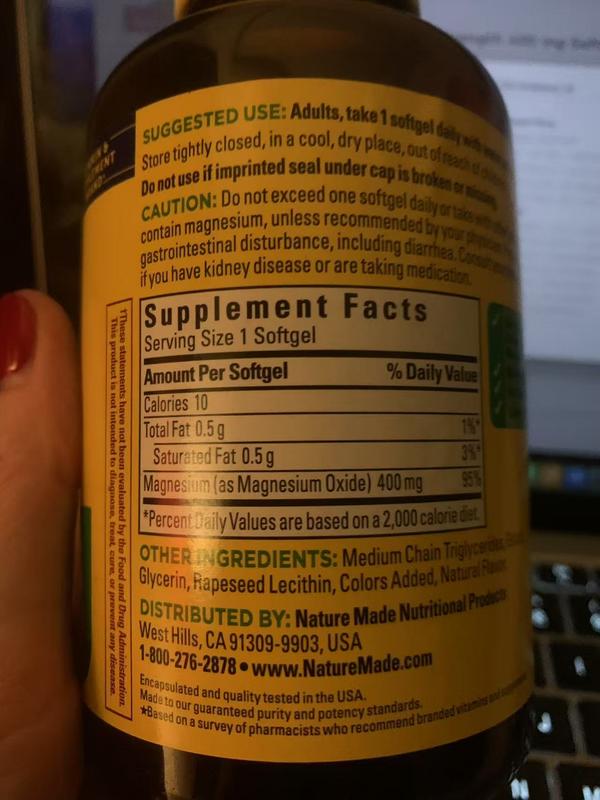 SUGGESTED USE: Adults, take 1 softgel daily with
Store tightly closed, in a cool, dry place, out of reach of
Do not use if imprinted seal under cap is broken or missing.
CAUTION: Do not exceed one softgel daily or take with other
contain magnesium, unless recommended by your physician
gastrointestinal disturbance, including diarrhea. Consult
if you have kidney disease or are taking medication.
Supplement Facts
Serving Size 1 Softgel
Amount Per Softgel % Daily Value
Calories 10
Total Fat 0.5 g 1%*
Saturated Fat 0.5 g 3%*
Magnesium (as Magnesium Oxide) 400 mg 95%
*Percent Daily Values are based on a 2,000 calorie diet.
OTHER INGREDIENTS: Medium Chain Triglycerides,
Glycerin, Rapeseed Lecithin, Colors Added, Natural Flavor.
DISTRIBUTED BY: Nature Made Nutritional Products
West Hills, CA 91309-9903, USA
1-800-276-2878 • www.NatureMade.com
Encapsulated and quality tested in the USA.
Made to our guaranteed purity and potency standards.
★Based on a survey of pharmacists who recommend branded vitamins and
††These statements have not been evaluated by the Food and Drug Administration.
This product is not intended to diagnose, treat, cure, or prevent any disease.